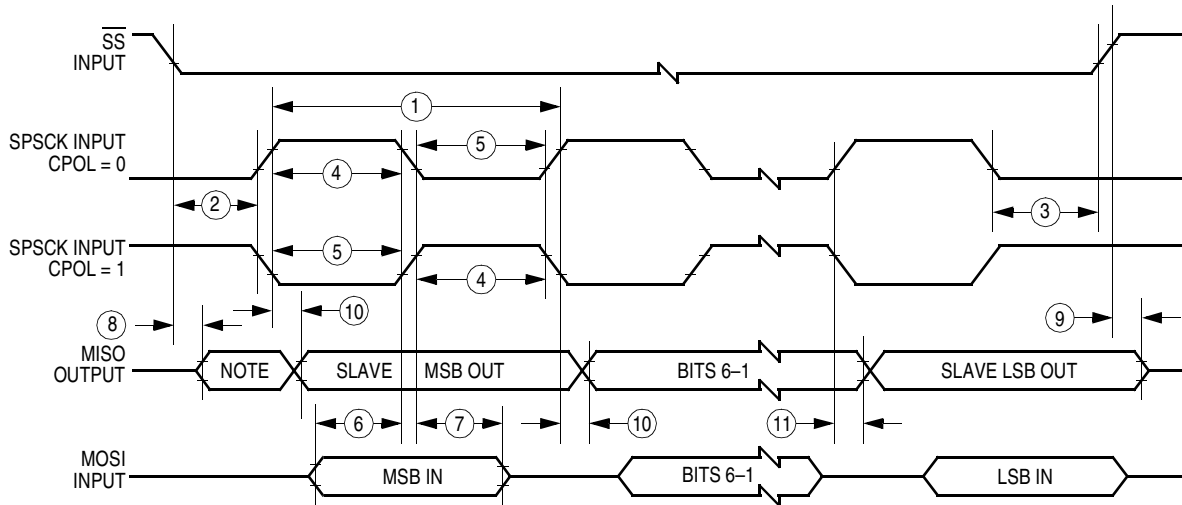 SS
INPUT
1
SPSCK INPUT
CPOL = 0
5
4
2
3
SPSCK INPUT
CPOL = 1
5
4
8
10
9
MISO
OUTPUT
NOTE
SLAVE MSB OUT
BITS 6–1
SLAVE LSB OUT
6
7
10
11
MOSI
INPUT
MSB IN
BITS 6–1
LSB IN